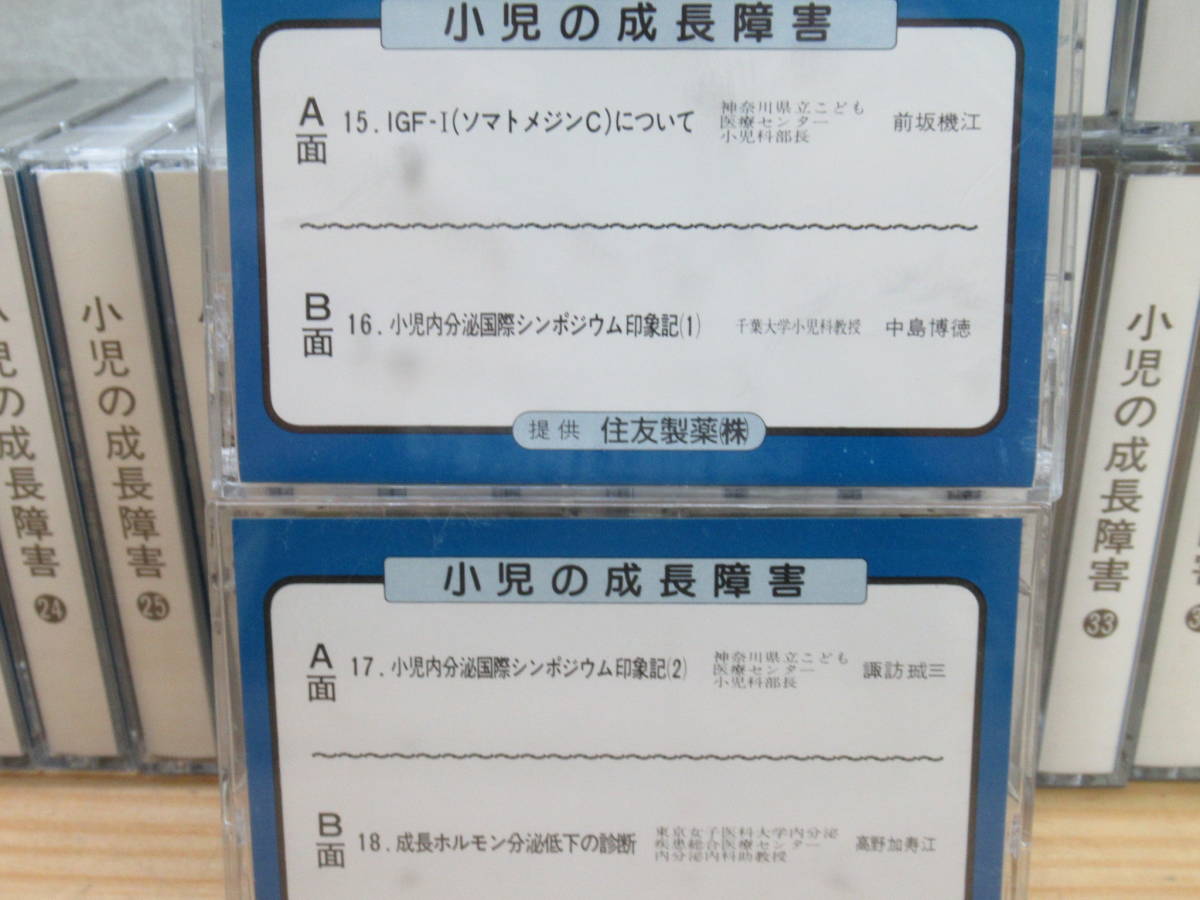 小児の成長障害
A面
15. IGF-I(ソマトメジンC)について
神奈川県立こども
医療センター
小児科部長
前坂機江
B面
16. 小児内分泌国際シンポジウム印象記(1)
千葉大学小児科教授
中島博徳
提供 住友製薬㈱
小児の成長障害
A面
17. 小児内分泌国際シンポジウム印象記(2)
神奈川県立こども
医療センター
小児科部長
諏訪珹三
B面
18. 成長ホルモン分泌低下の診断
東京女子医科大学内分泌
疾患総合医療センター
内分泌内科助教授
高野加寿江
小児の成長障害 ㉔
小児の成長障害 ㉕
小児の成長障害 ㉝
障害